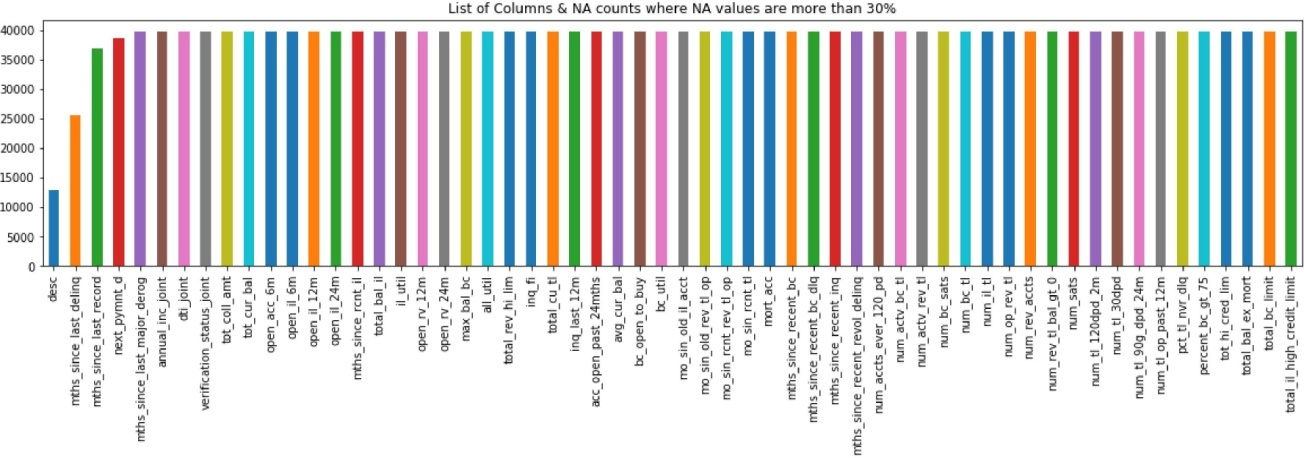 List of Columns & NA counts where NA values are more than 30%
40000
35000
30000
25000
20000
15000
10000
5000
0
desc
mths_since_last_delinq
mths_since_last_record
next_pymnt_d
mths_since_last_major_derog
annual_inc_joint
dti_joint
verification_status_joint
tot_coll_amt
tot_cur_bal
open_acc_6m
open_il_6m
open_il_12m
open_il_24m
mths_since_rcnt_il
total_bal_il
il_util
open_rv_12m
open_rv_24m
max_bal_bc
all_util
total_rev_hi_lim
inq_fi
total_cu_tl
inq_last_12m
acc_open_past_24mths
avg_cur_bal
bc_open_to_buy
bc_util
mo_sin_old_il_acct
mo_sin_old_rev_tl_op
mo_sin_rcnt_rev_tl_op
mo_sin_rcnt_tl
mort_acc
mths_since_recent_bc
mths_since_recent_bc_dlq
mths_since_recent_inq
mths_since_recent_revol_delinq
num_accts_ever_120_pd
num_actv_bc_tl
num_actv_rev_tl
num_bc_sats
num_bc_tl
num_il_tl
num_op_rev_tl
num_rev_accts
num_rev_tl_bal_gt_0
num_sats
num_tl_120dpd_2m
num_tl_30dpd
num_tl_90g_dpd_24m
num_tl_op_past_12m
pct_tl_nvr_dlq
percent_bc_gt_75
tot_hi_cred_lim
total_bal_ex_mort
total_bc_limit
total_il_high_credit_limit